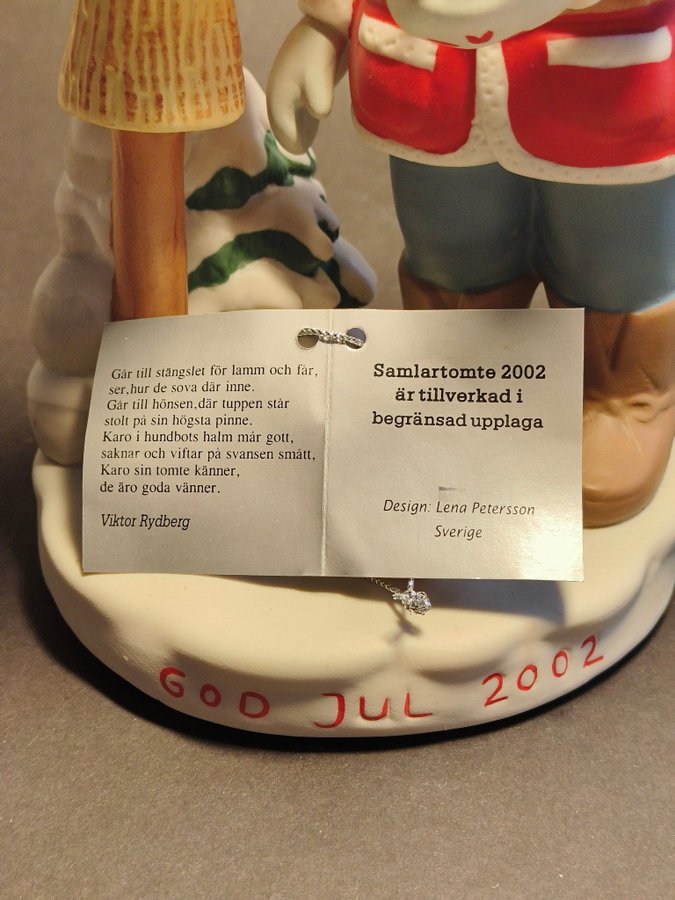 Går till stängslet för lamm och får,
ser,hur de sova där inne.
Går till hönsen,där tuppen står
stolt på sin högsta pinne.
Karo i hundbots halm mår gott,
saknar och viftar på svansen smått,
Karo sin tomte känner,
de äro goda vänner.
Viktor Rydberg
Samlartomte 2002
är tillverkad i
begränsad upplaga
Design: Lena Petersson
Sverige
GOD JUL 2002